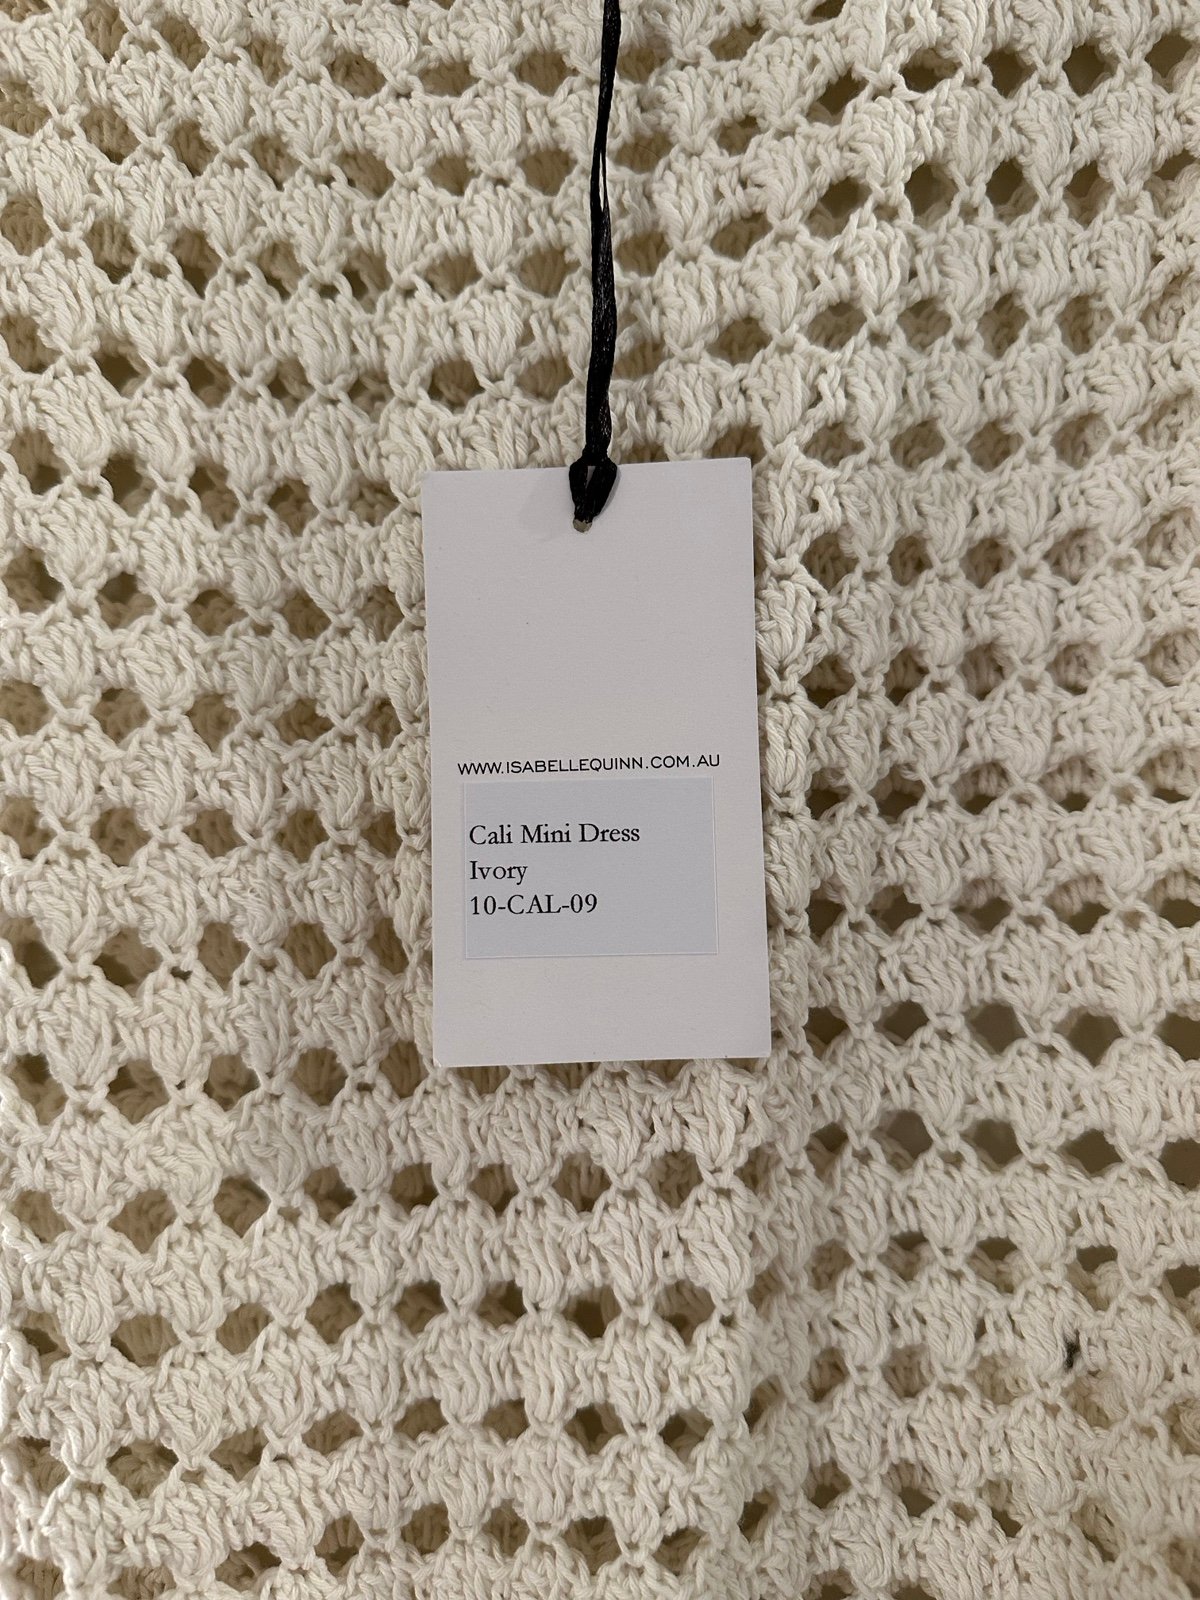 WWW.ISABELLEQUINN.COM.AU
Cali Mini Dress
Ivory
10-CAL-09